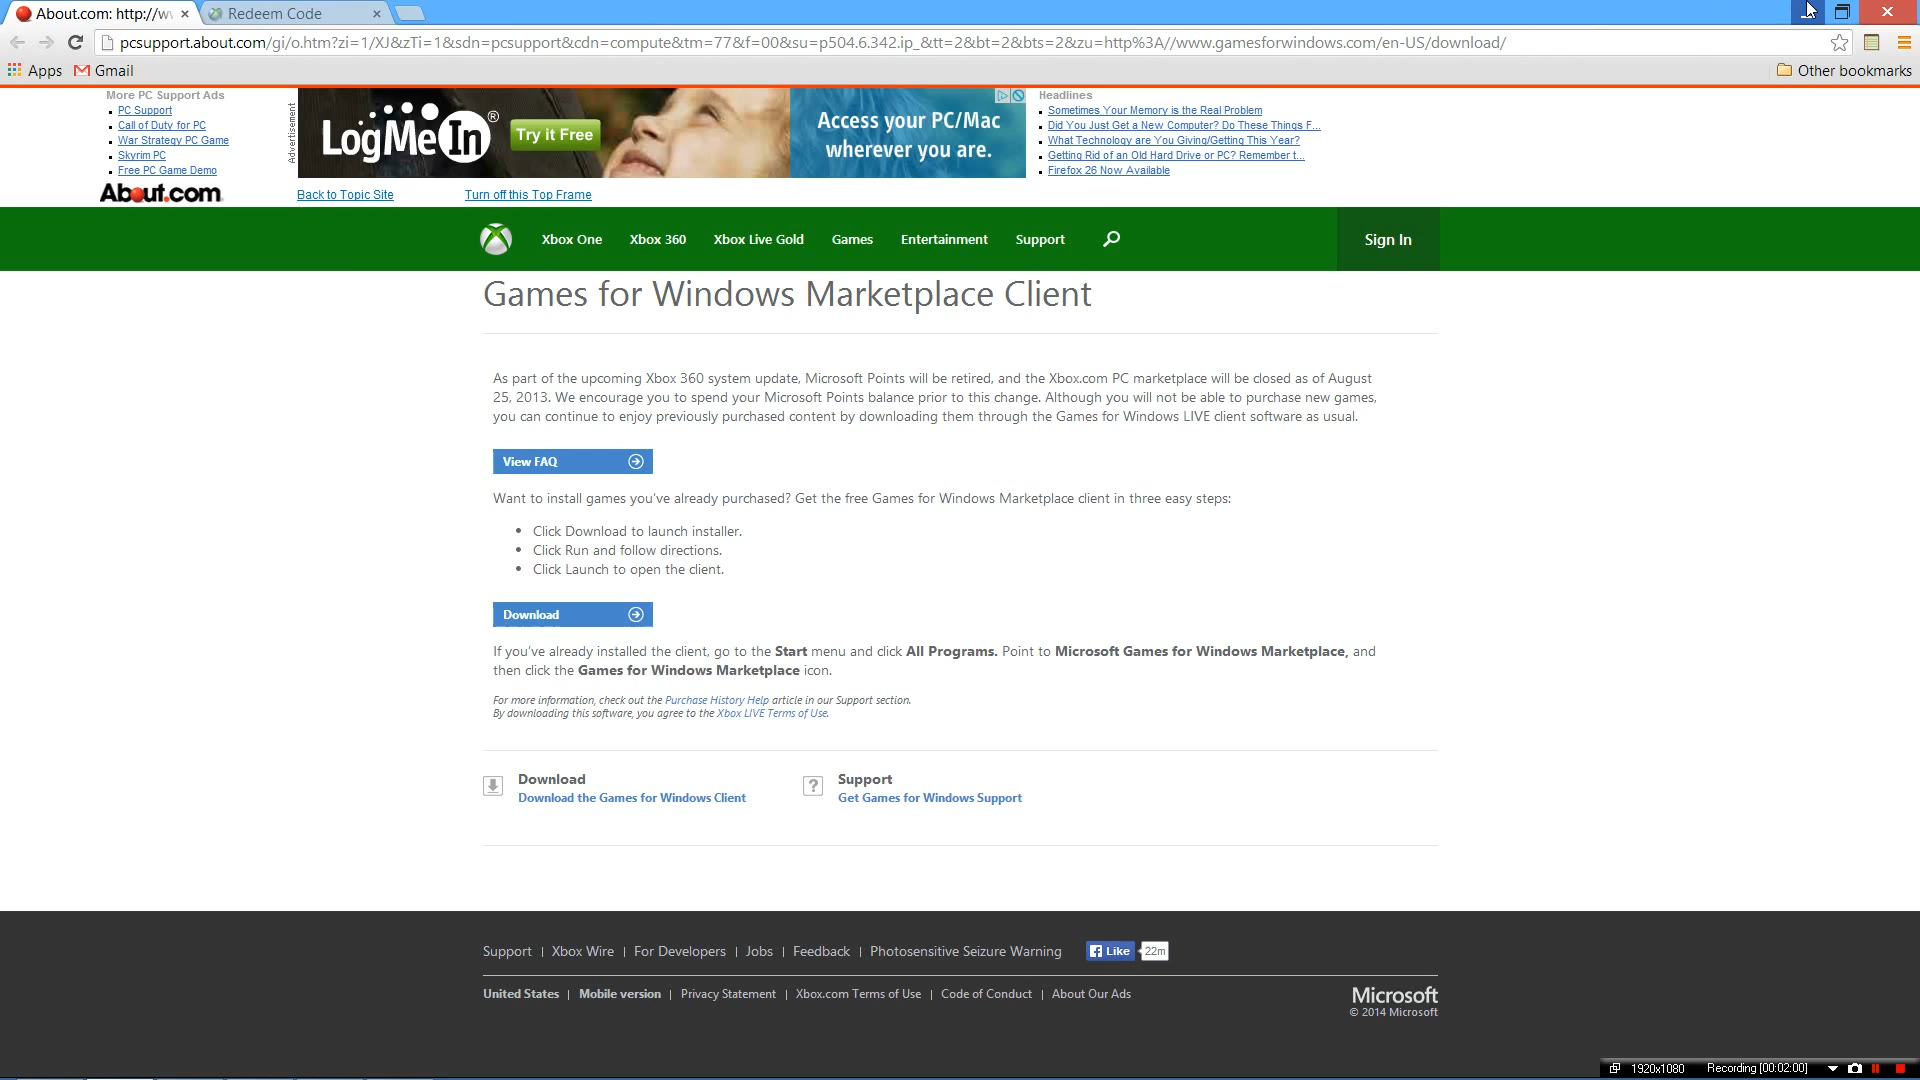 About.com: http://w
Redeem Code
pcsupport.about.com/gi/o.htm?zi=1/XJ&zTi=1&sdn=pcsupport&cdn=compute&tm=77&f=00&su=p504.6.342.ip_&tt=2&bt=2&bts=2&zu=http%3A//www.gamesforwindows.com/en-US/download/
Apps
Gmail
Other bookmarks
More PC Support Ads
PC Support
Call of Duty for PC
War Strategy PC Game
Skyrim PC
Free PC Game Demo
About.com
Advertisement
LogMeIn®
Try it Free
Access your PC/Mac
wherever you are.
Headlines
Sometimes Your Memory is the Real Problem
Did You Just Get a New Computer? Do These Things F...
What Technology are You Giving/Getting This Year?
Getting Rid of an Old Hard Drive or PC? Remember t...
Firefox 26 Now Available
Back to Topic Site
Turn off this Top Frame
Xbox One
Xbox 360
Xbox Live Gold
Games
Entertainment
Support
Sign In
Games for Windows Marketplace Client
As part of the upcoming Xbox 360 system update, Microsoft Points will be retired, and the Xbox.com PC marketplace will be closed as of August
25, 2013. We encourage you to spend your Microsoft Points balance prior to this change. Although you will not be able to purchase new games,
you can continue to enjoy previously purchased content by downloading them through the Games for Windows LIVE client software as usual.
View FAQ
Want to install games you've already purchased? Get the free Games for Windows Marketplace client in three easy steps:
• Click Download to launch installer.
• Click Run and follow directions.
• Click Launch to open the client.
Download
If you've already installed the client, go to the Start menu and click All Programs. Point to Microsoft Games for Windows Marketplace, and
then click the Games for Windows Marketplace icon.
For more information, check out the Purchase History Help article in our Support section.
By downloading this software, you agree to the Xbox LIVE Terms of Use.
Download
Download the Games for Windows Client
?
Support
Get Games for Windows Support
Support | Xbox Wire | For Developers | Jobs | Feedback | Photosensitive Seizure Warning
Like
22m
United States | Mobile version | Privacy Statement | Xbox.com Terms of Use | Code of Conduct | About Our Ads
Microsoft
© 2014 Microsoft
1920x1080
Recording [00:02:00]